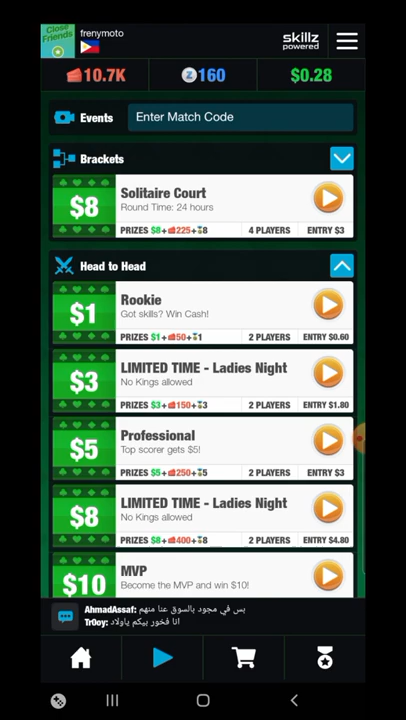 Close
Friends
frenymoto
skillz
powered
10.7K
Z 160
$0.28
Events
Enter Match Code
Brackets
$8
Solitaire Court
Round Time: 24 hours
PRIZES $8+225+8
4 PLAYERS
ENTRY $3
Head to Head
$1
Rookie
Got skills? Win Cash!
PRIZES $1+50+1
2 PLAYERS
ENTRY $0.60
$3
LIMITED TIME - Ladies Night
No Kings allowed
PRIZES $3+150+3
2 PLAYERS
ENTRY $1.80
$5
Professional
Top scorer gets $5!
PRIZES $5+250+5
2 PLAYERS
ENTRY $3
$8
LIMITED TIME - Ladies Night
No Kings allowed
PRIZES $8+400+8
2 PLAYERS
ENTRY $4.80
$10
MVP
Become the MVP and win $10!
AhmadAssaf: بس في مجود بالسوق عنا منهم
Tr0oy: انا فخور بيكم ياولاد